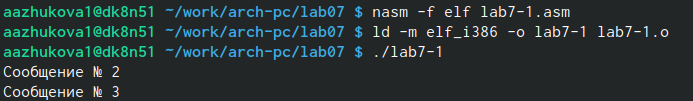 aazhukova1@dk8n51 ~/work/arch-pc/lab07 $ nasm -f elf lab7-1.asm
aazhukova1@dk8n51 ~/work/arch-pc/lab07 $ ld -m elf_i386 -o lab7-1 lab7-1.o
aazhukova1@dk8n51 ~/work/arch-pc/lab07 $ ./lab7-1
Сообщение № 2
Сообщение № 3